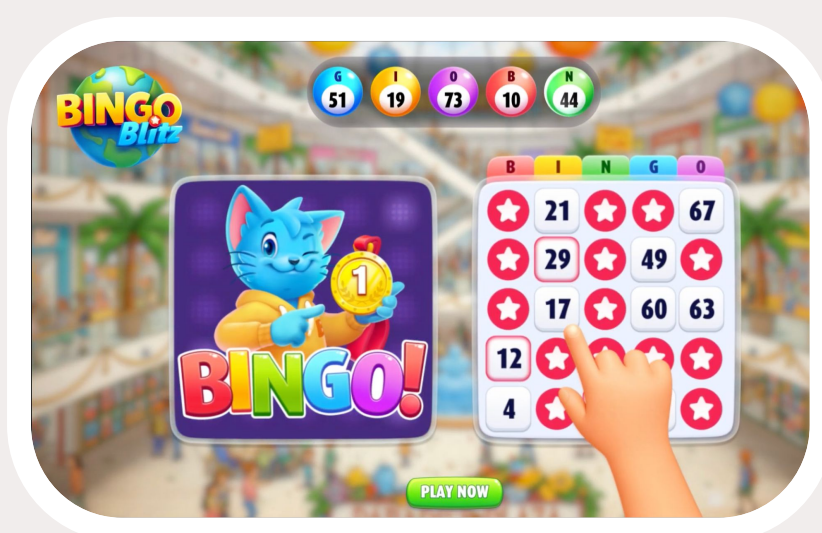 BINGO
Blitz
G I O B N
51 19 73 10 44
B I N G O
21 67
29 49
17 60 63
12
4
1
BINGO!
PLAY NOW